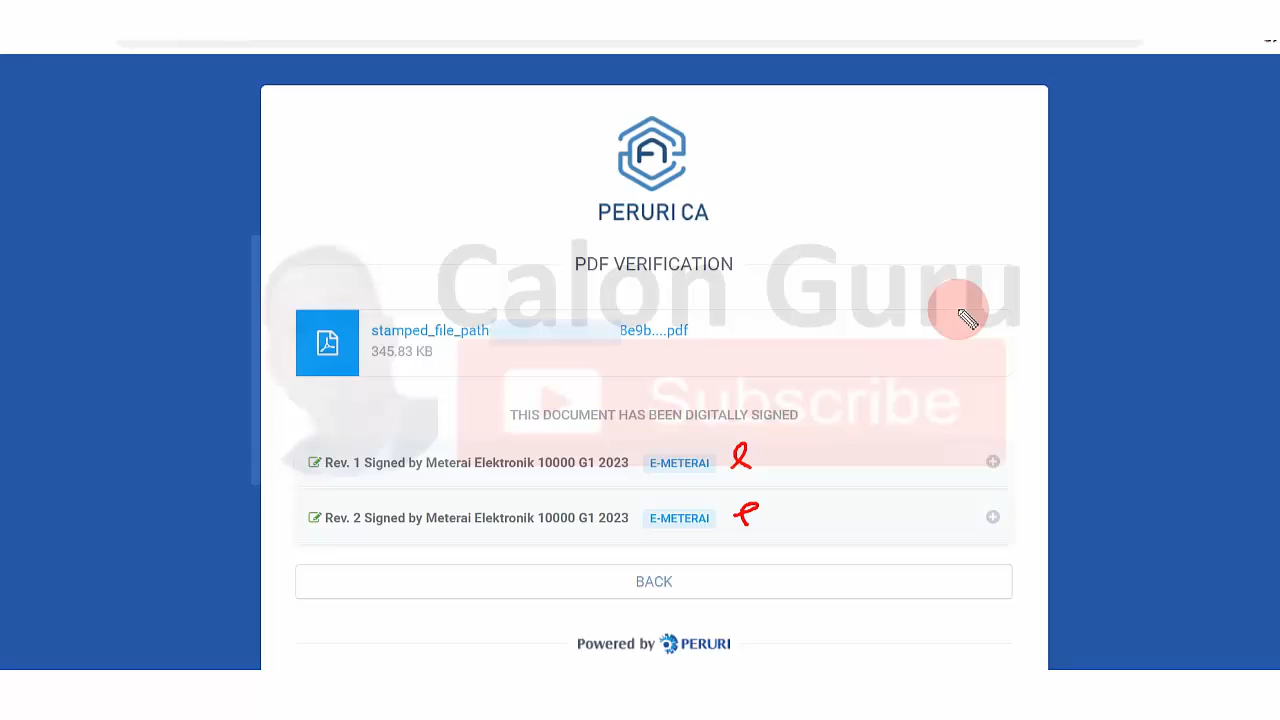 PERURI CA
Calon Guru
PDF VERIFICATION
stamped_file_path 8e9b....pdf
345.83 KB
Subscribe
THIS DOCUMENT HAS BEEN DIGITALLY SIGNED
Rev. 1 Signed by Meterai Elektronik 10000 G1 2023 E-METERAI
Rev. 2 Signed by Meterai Elektronik 10000 G1 2023 E-METERAI
BACK
Powered by PERURI